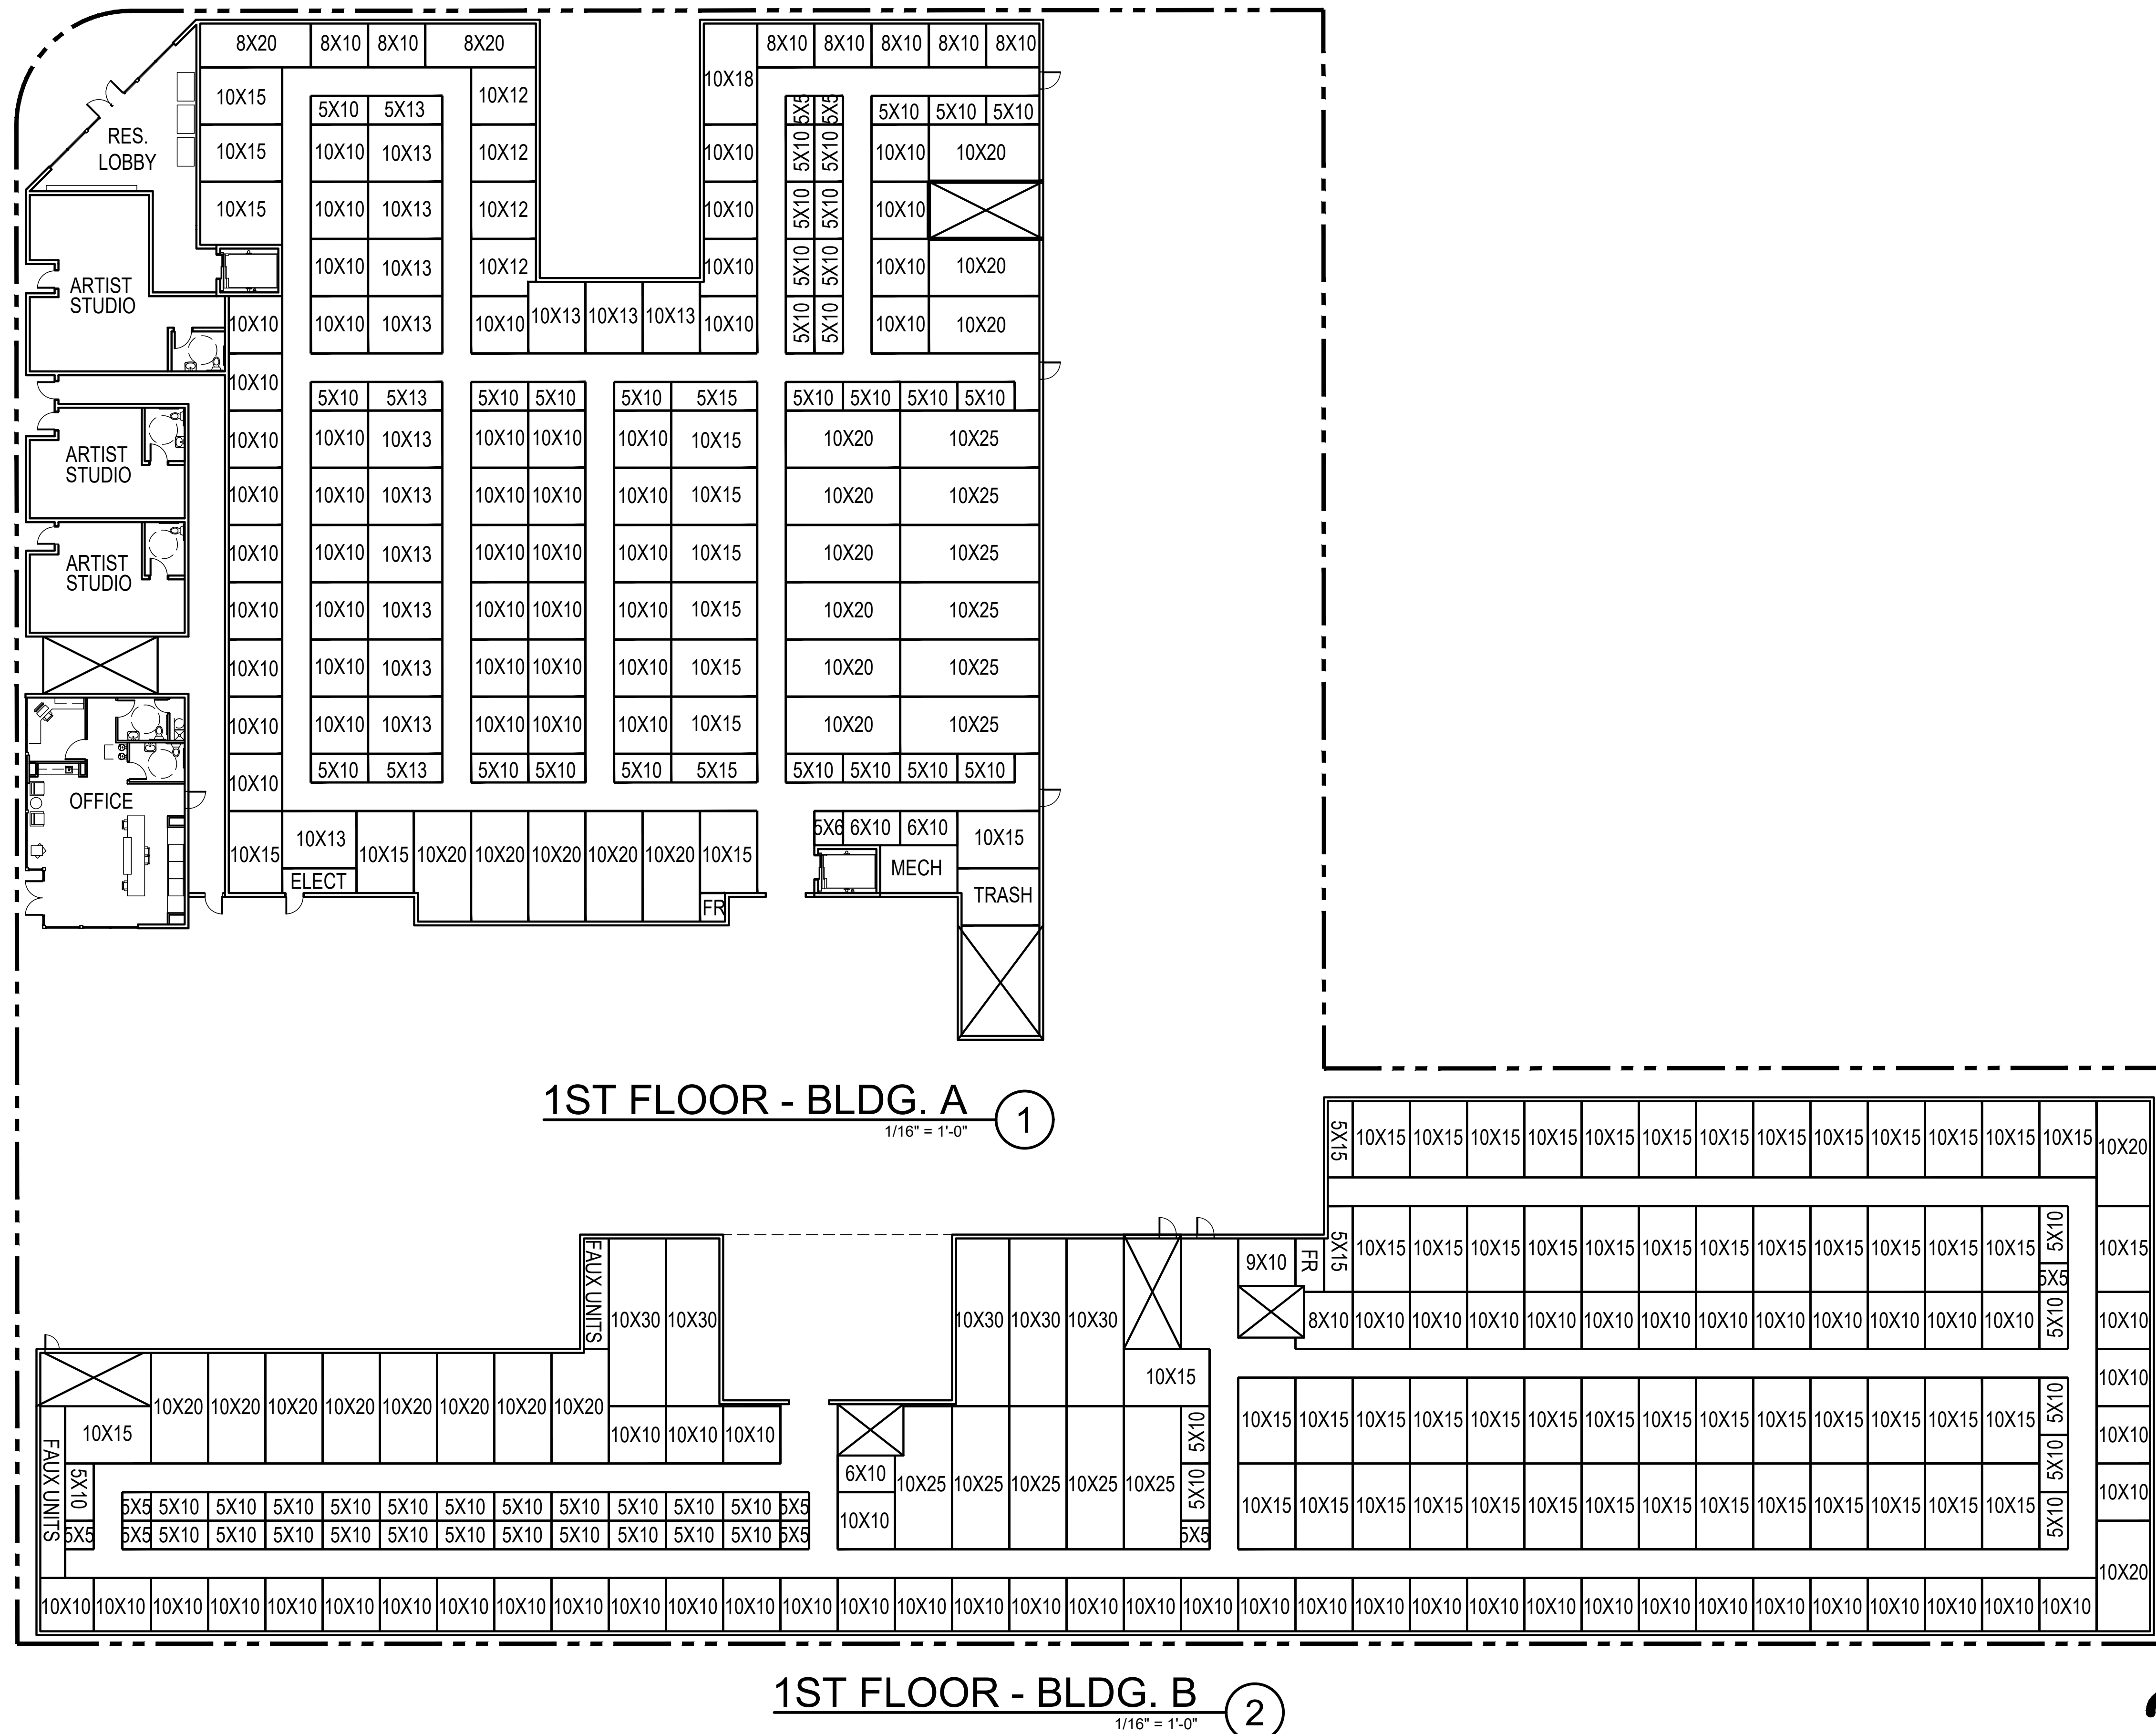 8X20 8X10 8X10 8X20 8X10 8X10 8X10 8X10 8X10
10X15 10X12 10X18
5X10 5X13 5X5 5X5 5X10 5X10 5X10
RES.
LOBBY
10X15 10X10 10X13 10X12 10X10 5X10 5X10 10X10 10X20
10X15 10X10 10X13 10X12 10X10 5X10 5X10 10X10
ARTIST
STUDIO
10X10 10X13 10X12 10X10 5X10 5X10 10X10 10X20
10X10 10X10 10X13 10X10 10X13 10X13 10X13 10X10 5X10 5X10 10X10 10X20
10X10
5X10 5X13 5X10 5X10 5X10 5X15 5X10 5X10 5X10 5X10
ARTIST
STUDIO
10X10 10X10 10X13 10X10 10X10 10X10 10X15 10X20 10X25
10X10 10X10 10X13 10X10 10X10 10X10 10X15 10X20 10X25
ARTIST
STUDIO
10X10 10X10 10X13 10X10 10X10 10X10 10X15 10X20 10X25
10X10 10X10 10X13 10X10 10X10 10X10 10X15 10X20 10X25
10X10 10X10 10X13 10X10 10X10 10X10 10X15 10X20 10X25
10X10 10X10 10X13 10X10 10X10 10X10 10X15 10X20 10X25
10X10 5X10 5X13 5X10 5X10 5X10 5X15 5X10 5X10 5X10 5X10
OFFICE
10X13 5X6 6X10 6X10 10X15
10X15 10X15 10X20 10X20 10X20 10X20 10X20 10X15 MECH
ELECT TRASH
FR
1ST FLOOR - BLDG. A 1
1/16" = 1'-0"
5X15 10X15 10X15 10X15 10X15 10X15 10X15 10X15 10X15 10X15 10X15 10X15 10X15 10X15 10X20
FAUX UNITS 9X10 FR 5X15 10X15 10X15 10X15 10X15 10X15 10X15 10X15 10X15 10X15 10X15 10X15 10X15 5X10 10X15
5X5
10X30 10X30 10X30 10X30 10X30 8X10 10X10 10X10 10X10 10X10 10X10 10X10 10X10 10X10 10X10 10X10 10X10 10X10 5X10 10X10
10X15 10X10
10X15 10X20 10X20 10X20 10X20 10X20 10X20 10X20 10X20 10X10 10X10 10X10 5X10 10X15 10X15 10X15 10X15 10X15 10X15 10X15 10X15 10X15 10X15 10X15 10X15 10X15 10X15 5X10 10X10
FAUX UNITS 5X10 6X10 10X25 10X25 10X25 10X25 10X25 5X10 5X10
5X5 5X10 5X10 5X10 5X10 5X10 5X10 5X10 5X10 5X10 5X10 5X10 5X5 10X15 10X15 10X15 10X15 10X15 10X15 10X15 10X15 10X15 10X15 10X15 10X15 10X15 10X15 5X10 10X10
5X5 5X5 5X10 5X10 5X10 5X10 5X10 5X10 5X10 5X10 5X10 5X10 5X10 5X5 10X10 5X5
10X20
10X10 10X10 10X10 10X10 10X10 10X10 10X10 10X10 10X10 10X10 10X10 10X10 10X10 10X10 10X10 10X10 10X10 10X10 10X10 10X10 10X10 10X10 10X10 10X10 10X10 10X10 10X10 10X10 10X10 10X10 10X10 10X10 10X10 10X10 10X10 10X10
1ST FLOOR - BLDG. B 2
1/16" = 1'-0"